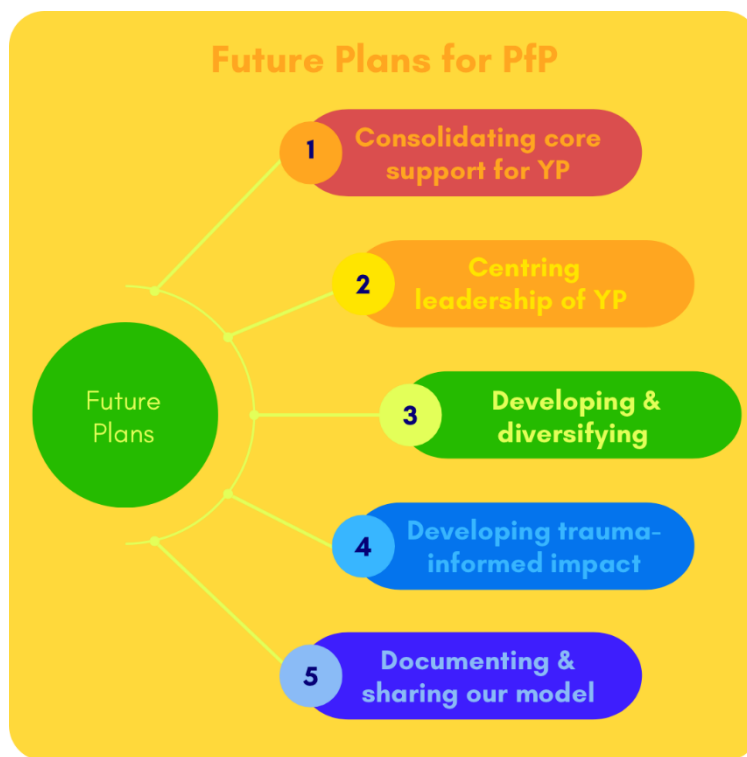 Future Plans for PfP
1
Consolidating core
support for YP
2
Centring
leadership of YP
Future
Plans
3
Developing &
diversifying
4
Developing trauma-
informed impact
5
Documenting &
sharing our model